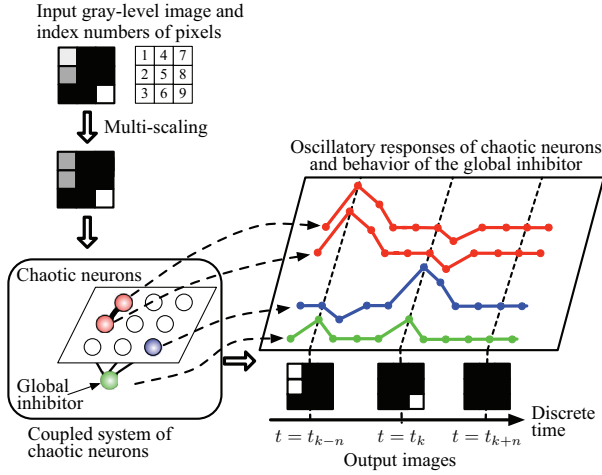 Input gray-level image and
index numbers of pixels
1 4 7
2 5 8
3 6 9
Multi-scaling
Oscillatory responses of chaotic neurons
and behavior of the global inhibitor
Chaotic neurons
Global
inhibitor
Coupled system of
chaotic neurons
Discrete
time
t = t_{k−n} t = t_k t = t_{k+n}
Output images